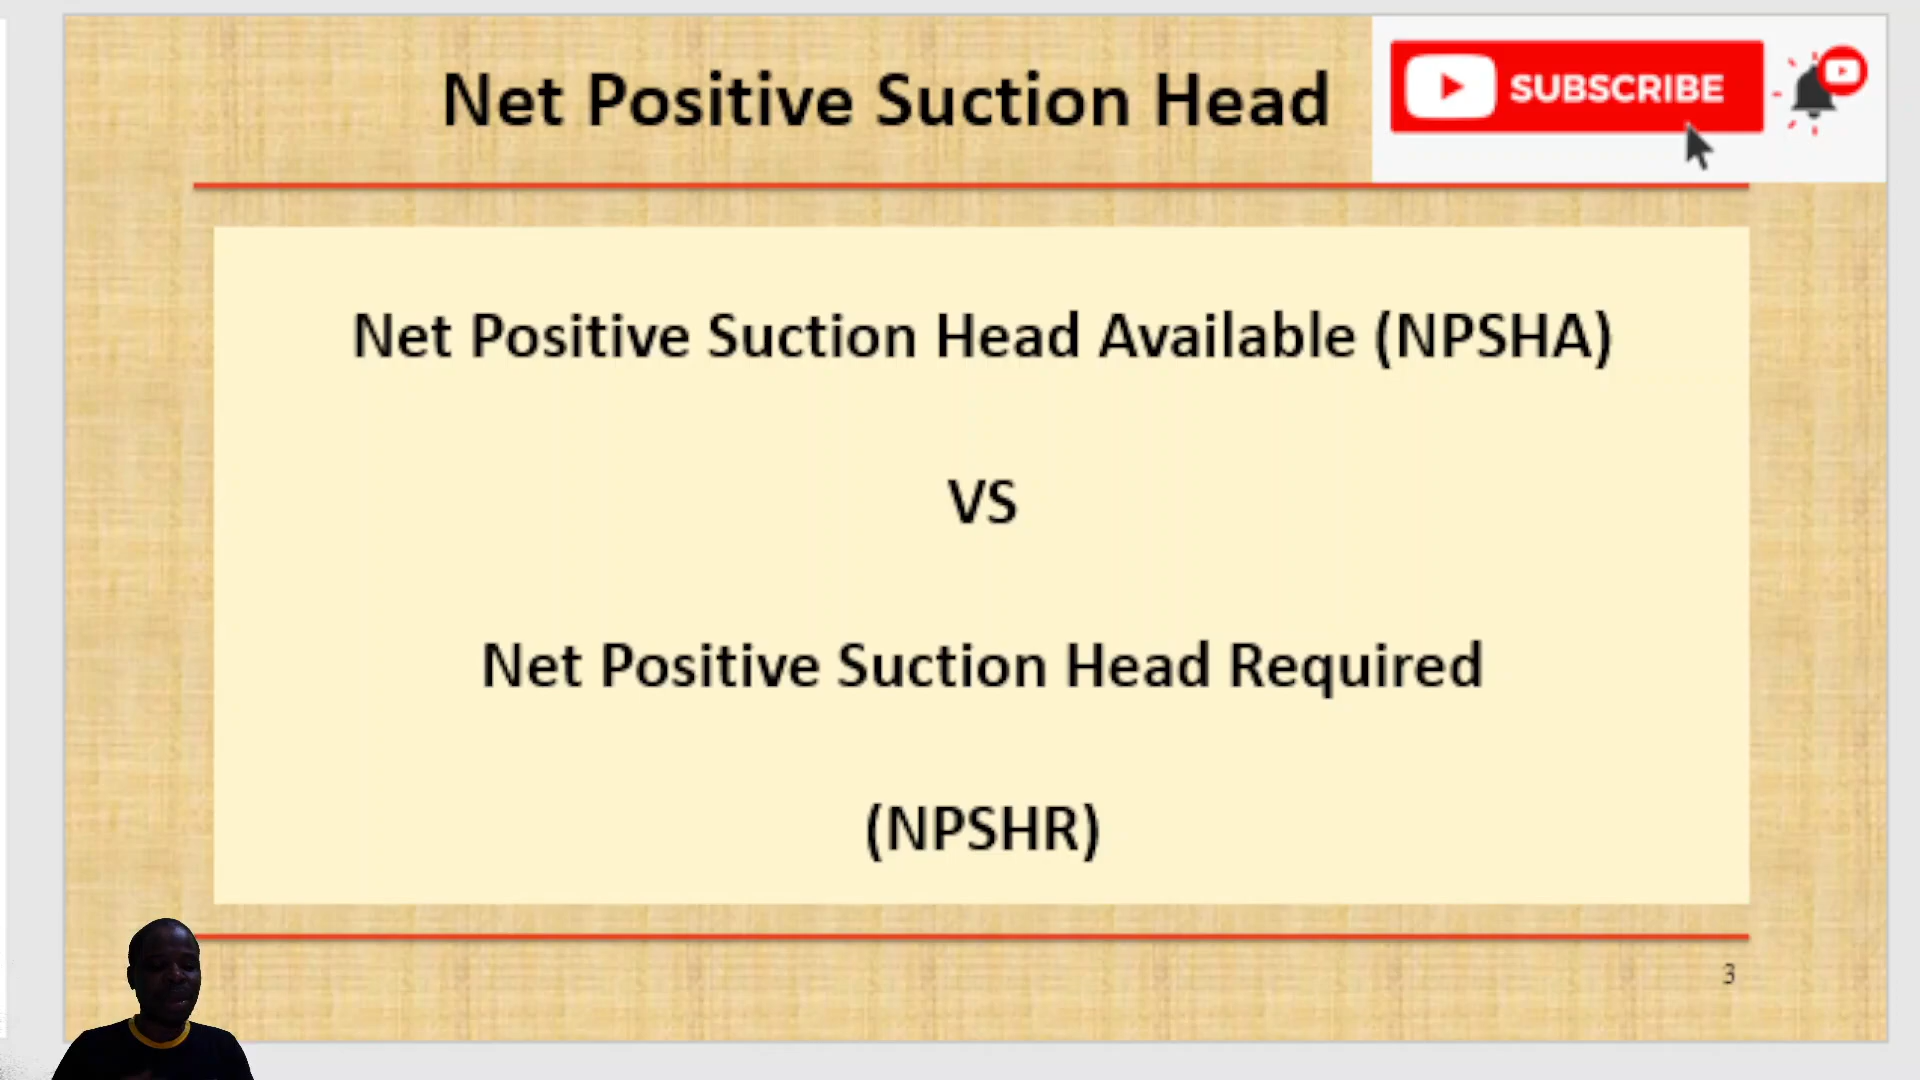 Net Positive Suction Head
SUBSCRIBE
Net Positive Suction Head Available (NPSHA)
VS
Net Positive Suction Head Required
(NPSHR)
3